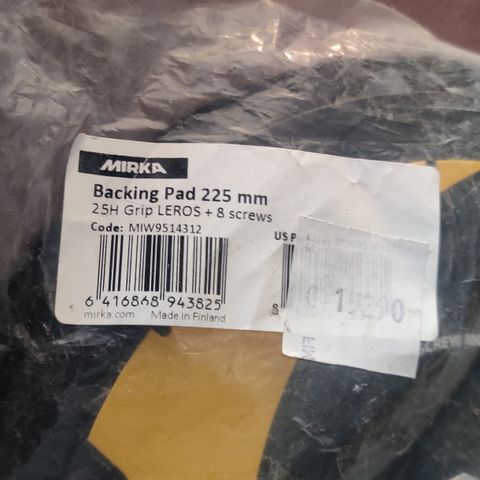 MIRKA
Backing Pad 225 mm
25H Grip LEROS + 8 screws
Code: MIW9514312
US P
6 416868 943825
mirka.com Made in Finland